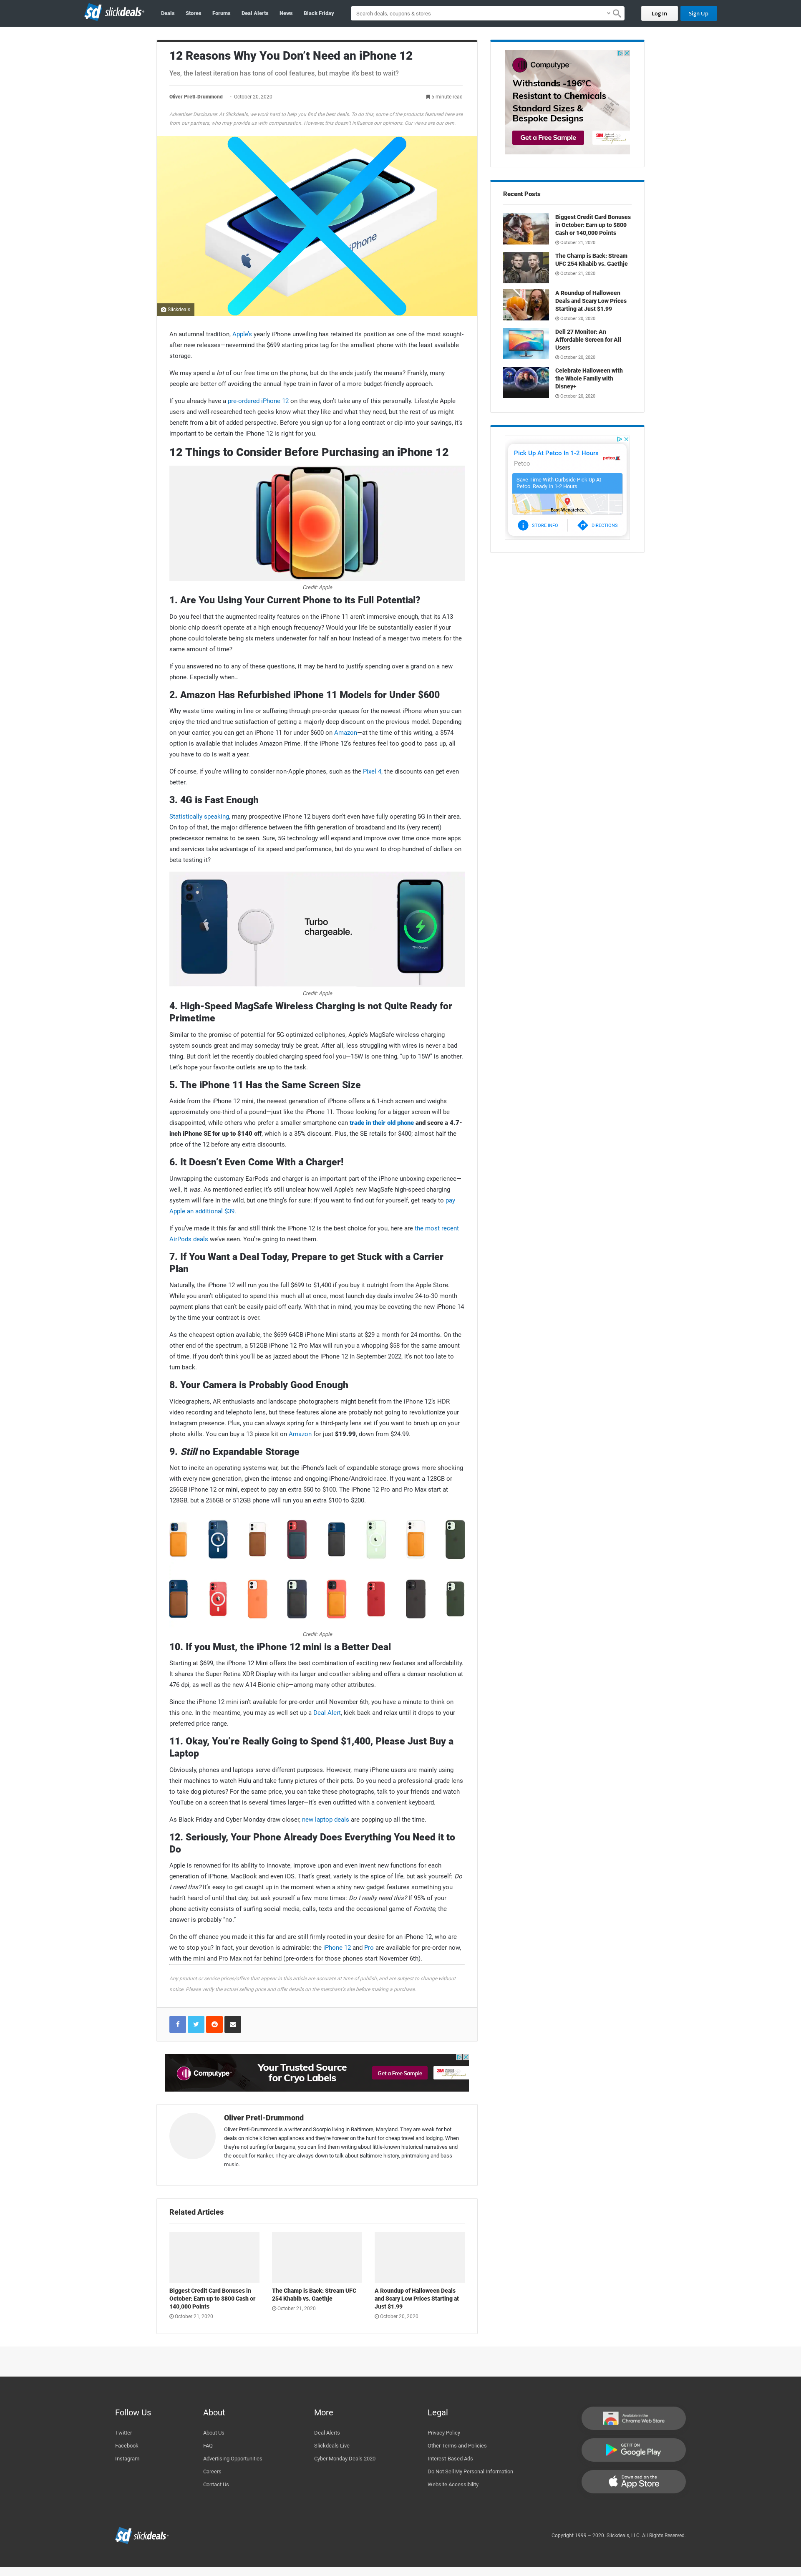 slickdeals
Deals Stores Forums Deal Alerts News Black Friday
Search deals, coupons & stores
Log In Sign Up
12 Reasons Why You Don't Need an iPhone 12
Yes, the latest iteration has tons of cool features, but maybe it's best to wait?
Oliver Pretl-Drummond - October 20, 2020 5 minute read
Advertiser Disclosure: At Slickdeals, we work hard to help you find the best deals. To do this, some of the products featured here are
from our partners, who may provide us with compensation. However, this doesn't influence our opinions. Our views are our own.
iPhone
Slickdeals
An autumnal tradition, Apple's yearly iPhone unveiling has retained its position as one of the most sought-
after new releases—nevermind the $699 starting price tag for the smallest phone with the least available
storage.
We may spend a lot of our free time on the phone, but do the ends justify the means? Frankly, many
people are better off avoiding the annual hype train in favor of a more budget-friendly approach.
If you already have a pre-ordered iPhone 12 on the way, don't take any of this personally. Lifestyle Apple
users and well-researched tech geeks know what they like and what they need, but the rest of us might
benefit from a bit of added perspective. Before you sign up for a long contract or dip into your savings, it's
important to be certain the iPhone 12 is right for you.
12 Things to Consider Before Purchasing an iPhone 12
Credit: Apple
1. Are You Using Your Current Phone to its Full Potential?
Do you feel that the augmented reality features on the iPhone 11 aren't immersive enough, that its A13
bionic chip doesn't operate at a high enough frequency? Would your life be substantially easier if your
phone could tolerate being six meters underwater for half an hour instead of a meager two meters for the
same amount of time?
If you answered no to any of these questions, it may be hard to justify spending over a grand on a new
phone. Especially when…
2. Amazon Has Refurbished iPhone 11 Models for Under $600
Why waste time waiting in line or suffering through pre-order queues for the newest iPhone when you can
enjoy the tried and true satisfaction of getting a majorly deep discount on the previous model. Depending
on your carrier, you can get an iPhone 11 for under $600 on Amazon—at the time of this writing, a $574
option is available that includes Amazon Prime. If the iPhone 12's features feel too good to pass up, all
you have to do is wait a year.
Of course, if you're willing to consider non-Apple phones, such as the Pixel 4, the discounts can get even
better.
3. 4G is Fast Enough
Statistically speaking, many prospective iPhone 12 buyers don't even have fully operating 5G in their area.
On top of that, the major difference between the fifth generation of broadband and its (very recent)
predecessor remains to be seen. Sure, 5G technology will expand and improve over time once more apps
and services take advantage of its speed and performance, but do you want to drop hundred of dollars on
beta testing it?
Turbo
chargeable.
Credit: Apple
4. High-Speed MagSafe Wireless Charging is not Quite Ready for
Primetime
Similar to the promise of potential for 5G-optimized cellphones, Apple's MagSafe wireless charging
system sounds great and may someday truly be great. After all, less struggling with wires is never a bad
thing. But don't let the recently doubled charging speed fool you—15W is one thing, "up to 15W" is another.
Let's hope your favorite outlets are up to the task.
5. The iPhone 11 Has the Same Screen Size
Aside from the iPhone 12 mini, the newest generation of iPhone offers a 6.1-inch screen and weighs
approximately one-third of a pound—just like the iPhone 11. Those looking for a bigger screen will be
disappointed, while others who prefer a smaller smartphone can trade in their old phone and score a 4.7-
inch iPhone SE for up to $140 off, which is a 35% discount. Plus, the SE retails for $400; almost half the
price of the 12 before any extra discounts.
6. It Doesn't Even Come With a Charger!
Unwrapping the customary EarPods and charger is an important part of the iPhone unboxing experience—
well, it was. As mentioned earlier, it's still unclear how well Apple's new MagSafe high-speed charging
system will fare in the wild, but one thing's for sure: if you want to find out for yourself, get ready to pay
Apple an additional $39.
If you've made it this far and still think the iPhone 12 is the best choice for you, here are the most recent
AirPods deals we've seen. You're going to need them.
7. If You Want a Deal Today, Prepare to get Stuck with a Carrier
Plan
Naturally, the iPhone 12 will run you the full $699 to $1,400 if you buy it outright from the Apple Store.
While you aren't obligated to spend this much all at once, most launch day deals involve 24-to-30 month
payment plans that can't be easily paid off early. With that in mind, you may be coveting the new iPhone 14
by the time your contract is over.
As the cheapest option available, the $699 64GB iPhone Mini starts at $29 a month for 24 months. On the
other end of the spectrum, a 512GB iPhone 12 Pro Max will run you a whopping $58 for the same amount
of time. If you don't think you'll be as jazzed about the iPhone 12 in September 2022, it's not too late to
turn back.
8. Your Camera is Probably Good Enough
Videographers, AR enthusiasts and landscape photographers might benefit from the iPhone 12's HDR
video recording and telephoto lens, but these features alone are probably not going to revolutionize your
Instagram presence. Plus, you can always spring for a third-party lens set if you want to brush up on your
photo skills. You can buy a 13 piece kit on Amazon for just $19.99, down from $24.99.
9. Still no Expandable Storage
Not to incite an operating systems war, but the iPhone's lack of expandable storage grows more shocking
with every new generation, given the intense and ongoing iPhone/Android race. If you want a 128GB or
256GB iPhone 12 or mini, expect to pay an extra $50 to $100. The iPhone 12 Pro and Pro Max start at
128GB, but a 256GB or 512GB phone will run you an extra $100 to $200.
Credit: Apple
10. If you Must, the iPhone 12 mini is a Better Deal
Starting at $699, the iPhone 12 Mini offers the best combination of exciting new features and affordability.
It shares the Super Retina XDR Display with its larger and costlier sibling and offers a denser resolution at
476 dpi, as well as the new A14 Bionic chip—among many other attributes.
Since the iPhone 12 mini isn't available for pre-order until November 6th, you have a minute to think on
this one. In the meantime, you may as well set up a Deal Alert, kick back and relax until it drops to your
preferred price range.
11. Okay, You're Really Going to Spend $1,400, Please Just Buy a
Laptop
Obviously, phones and laptops serve different purposes. However, many iPhone users are mainly using
their machines to watch Hulu and take funny pictures of their pets. Do you need a professional-grade lens
to take dog pictures? For the same price, you can take these photographs, talk to your friends and watch
YouTube on a screen that is several times larger—it's even outfitted with a convenient keyboard.
As Black Friday and Cyber Monday draw closer, new laptop deals are popping up all the time.
12. Seriously, Your Phone Already Does Everything You Need it to
Do
Apple is renowned for its ability to innovate, improve upon and even invent new functions for each
generation of iPhone, MacBook and even iOS. That's great, variety is the spice of life, but ask yourself: Do
I need this? It's easy to get caught up in the moment when a shiny new gadget features something you
hadn't heard of until that day, but ask yourself a few more times: Do I really need this? If 95% of your
phone activity consists of surfing social media, calls, texts and the occasional game of Fortnite, the
answer is probably "no."
On the off chance you made it this far and are still firmly rooted in your desire for an iPhone 12, who are
we to stop you? In fact, your devotion is admirable: the iPhone 12 and Pro are available for pre-order now,
with the mini and Pro Max not far behind (pre-orders for those phones start November 6th).
Any product or service prices/offers that appear in this article are accurate at time of publish, and are subject to change without
notice. Please verify the actual selling price and offer details on the merchant's site before making a purchase.
Computype
Your Trusted Source
for Cryo Labels
Get a Free Sample
3M
Oliver Pretl-Drummond
Oliver Pretl-Drummond is a writer and Scorpio living in Baltimore, Maryland. They are weak for hot
deals on niche kitchen appliances and they're forever on the hunt for cheap travel and lodging. When
they're not surfing for bargains, you can find them writing about little-known historical narratives and
the occult for Ranker. They are always down to talk about Baltimore history, printmaking and bass
music.
Related Articles
Biggest Credit Card Bonuses in
October: Earn up to $800 Cash or
140,000 Points
October 21, 2020
The Champ is Back: Stream UFC
254 Khabib vs. Gaethje
October 21, 2020
A Roundup of Halloween Deals
and Scary Low Prices Starting at
Just $1.99
October 20, 2020
Computype
Withstands -196°C
Resistant to Chemicals
Standard Sizes &
Bespoke Designs
Get a Free Sample
3M
Recent Posts
Biggest Credit Card Bonuses
in October: Earn up to $800
Cash or 140,000 Points
October 21, 2020
The Champ is Back: Stream
UFC 254 Khabib vs. Gaethje
October 21, 2020
A Roundup of Halloween
Deals and Scary Low Prices
Starting at Just $1.99
October 20, 2020
Dell 27 Monitor: An
Affordable Screen for All
Users
October 20, 2020
Celebrate Halloween with
the Whole Family with
Disney+
October 20, 2020
Pick Up At Petco In 1-2 Hours
Petco
petco
Save Time With Curbside Pick Up At
Petco. Ready In 1-2 Hours
East Wenatchee
STORE INFO DIRECTIONS
Follow Us
Twitter
Facebook
Instagram
About
About Us
FAQ
Advertising Opportunities
Careers
Contact Us
More
Deal Alerts
Slickdeals Live
Cyber Monday Deals 2020
Legal
Privacy Policy
Other Terms and Policies
Interest-Based Ads
Do Not Sell My Personal Information
Website Accessibility
Available in the
Chrome Web Store
GET IT ON
Google Play
Download on the
App Store
slickdeals
Copyright 1999 – 2020. Slickdeals, LLC. All Rights Reserved.